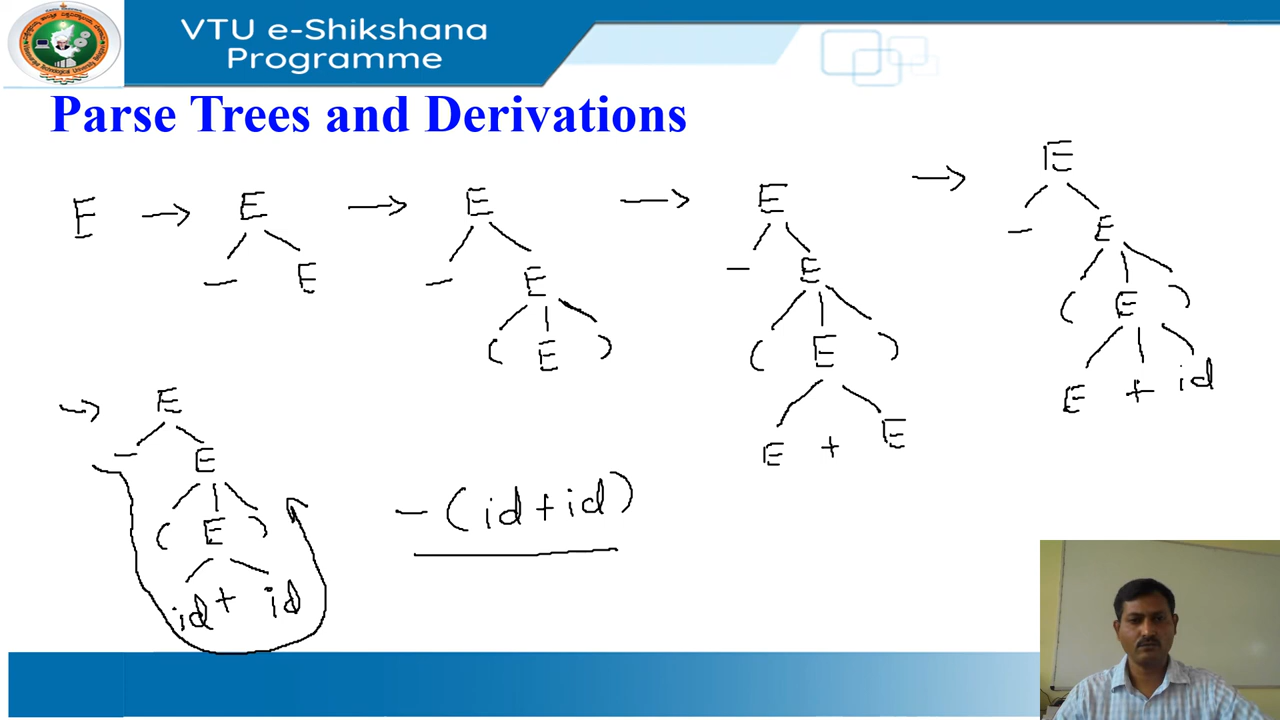 VTU e-Shikshana
Programme
Parse Trees and Derivations
E → E → E → E → E
- E
- E
( E )
- E
( E )
E + E
- E
( E )
E + id
→ E
- E
( E )
id + id
-(id+id)